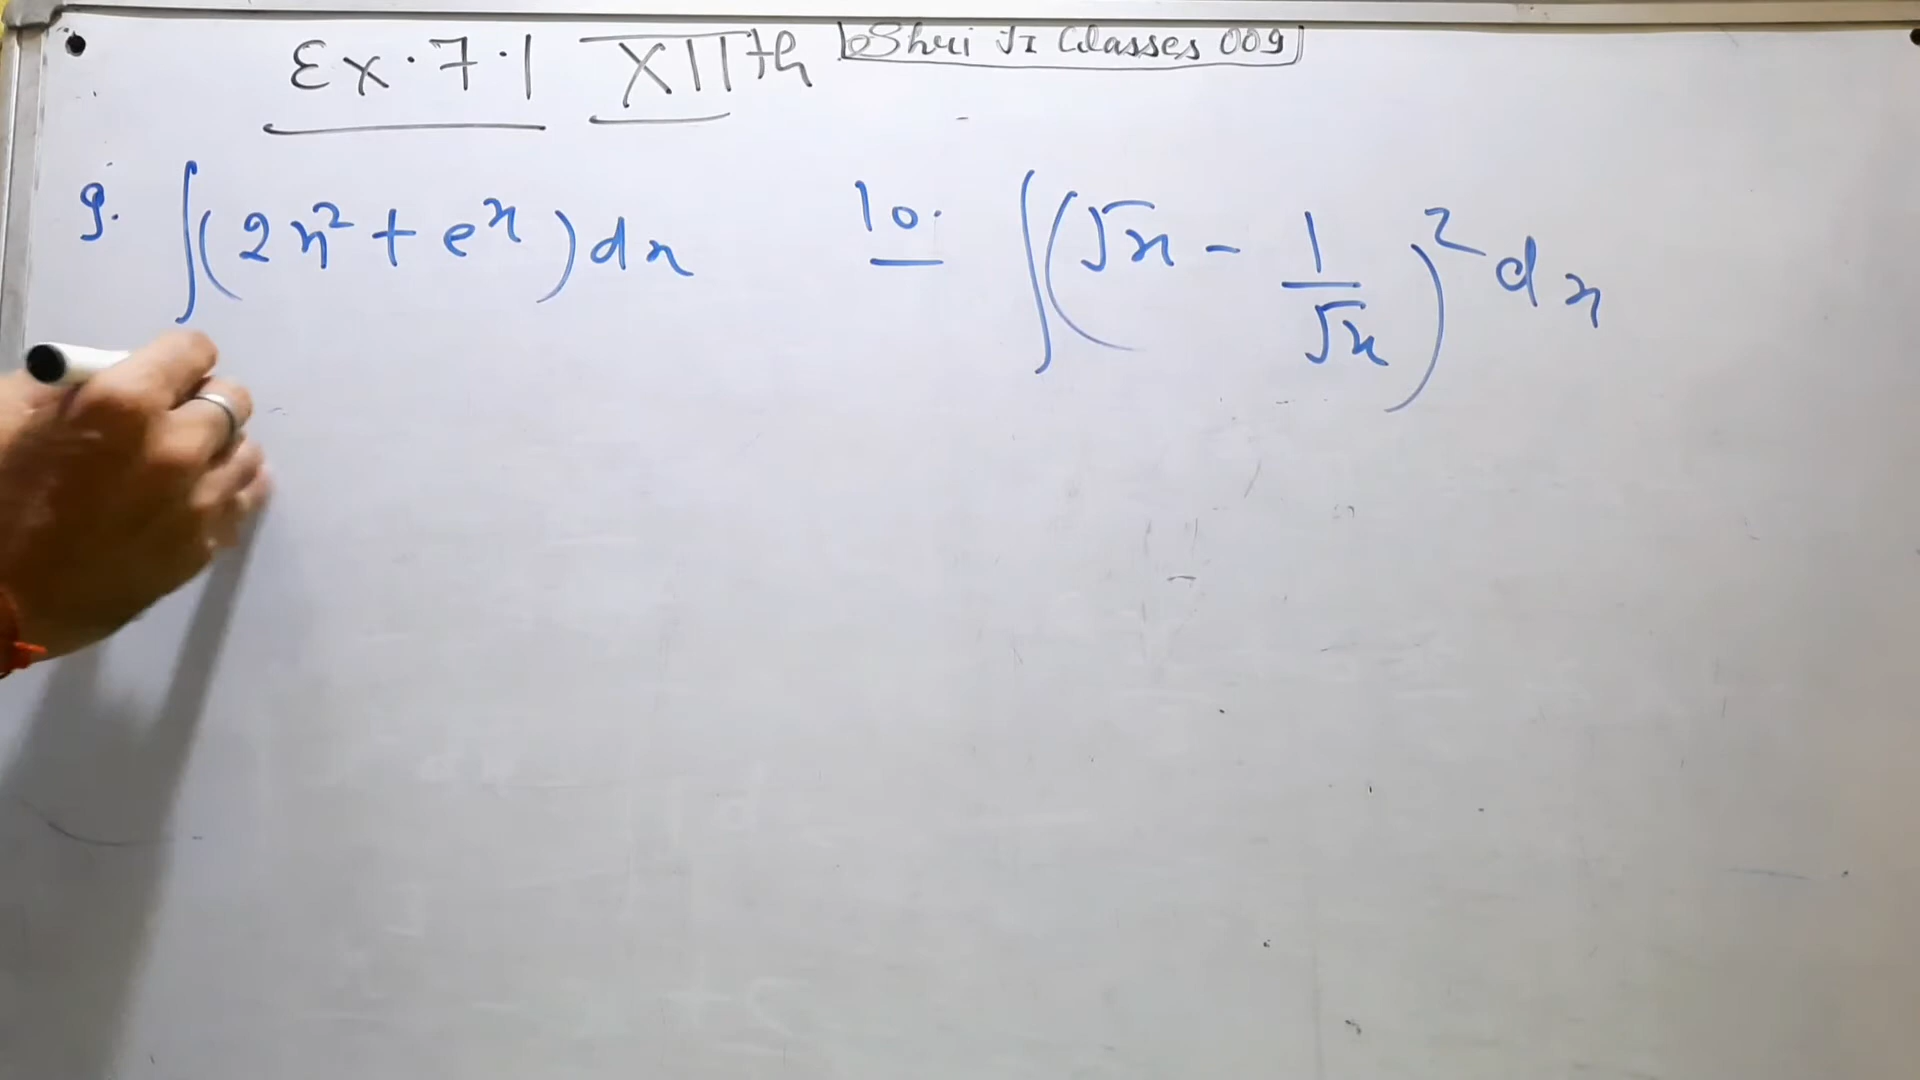 Ex. 7.1 XIIth Shri JI Classes 009
9. ∫(2x² + eˣ) dx
10. ∫(√x - 1/√x)² dx